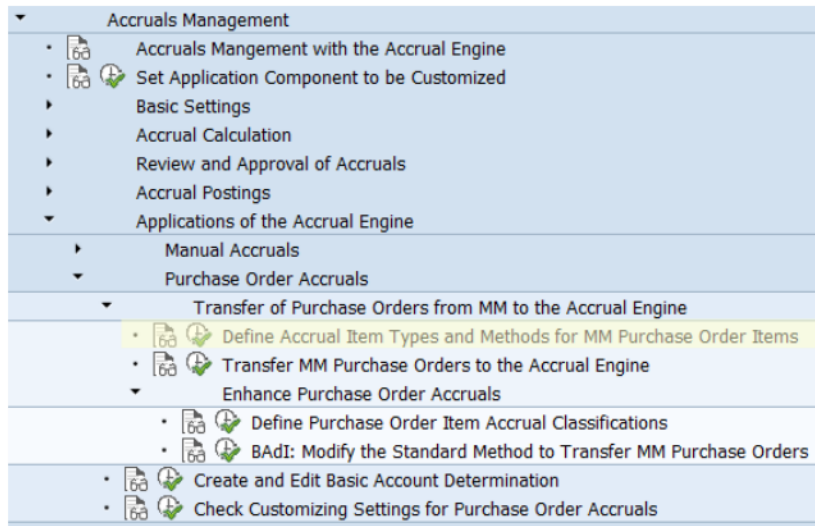 Accruals Management
Accruals Mangement with the Accrual Engine
Set Application Component to be Customized
Basic Settings
Accrual Calculation
Review and Approval of Accruals
Accrual Postings
Applications of the Accrual Engine
Manual Accruals
Purchase Order Accruals
Transfer of Purchase Orders from MM to the Accrual Engine
Define Accrual Item Types and Methods for MM Purchase Order Items
Transfer MM Purchase Orders to the Accrual Engine
Enhance Purchase Order Accruals
Define Purchase Order Item Accrual Classifications
BAdI: Modify the Standard Method to Transfer MM Purchase Orders
Create and Edit Basic Account Determination
Check Customizing Settings for Purchase Order Accruals